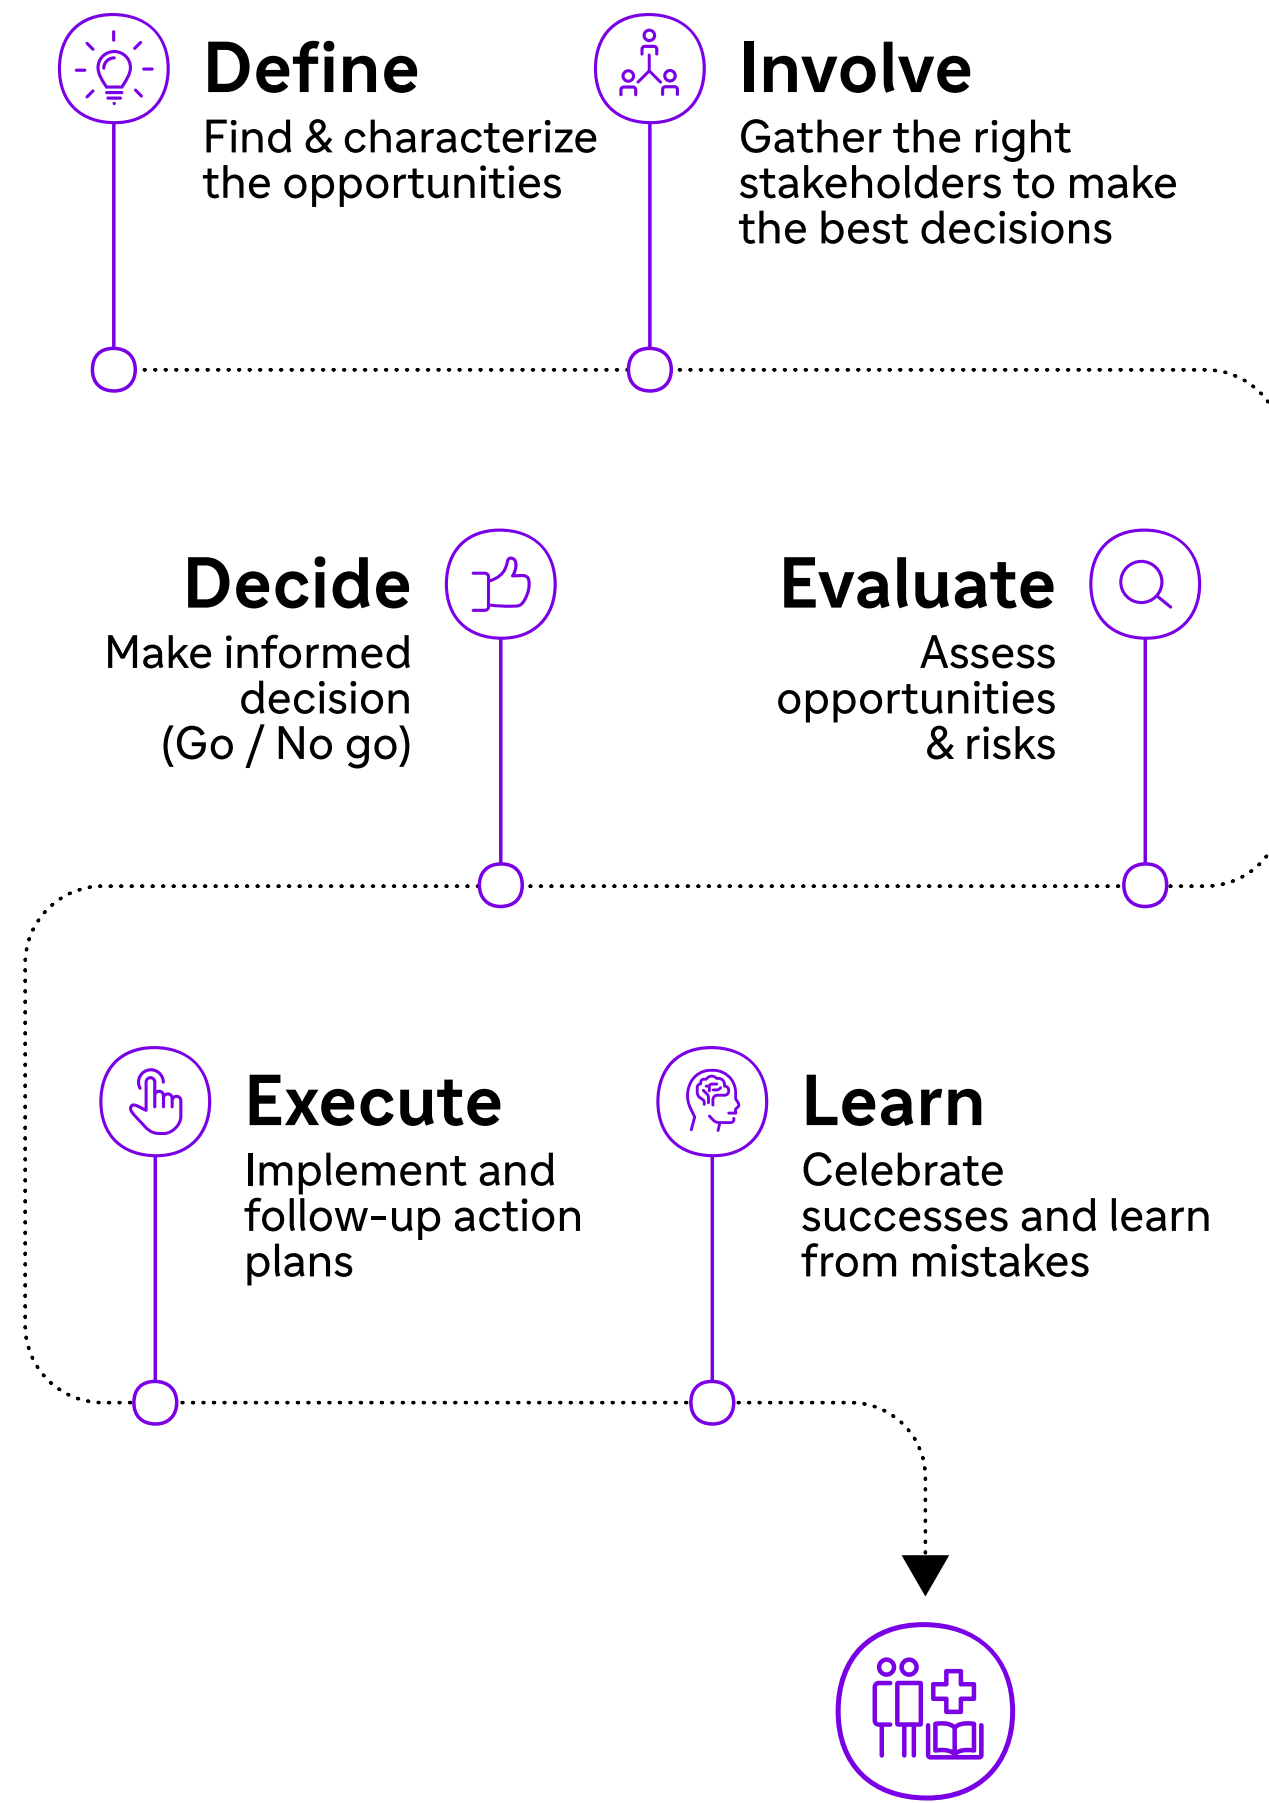 Define
Find & characterize
the opportunities
Involve
Gather the right
stakeholders to make
the best decisions
Decide
Make informed
decision
(Go / No go)
Evaluate
Assess
opportunities
& risks
Execute
Implement and
follow-up action
plans
Learn
Celebrate
successes and learn
from mistakes